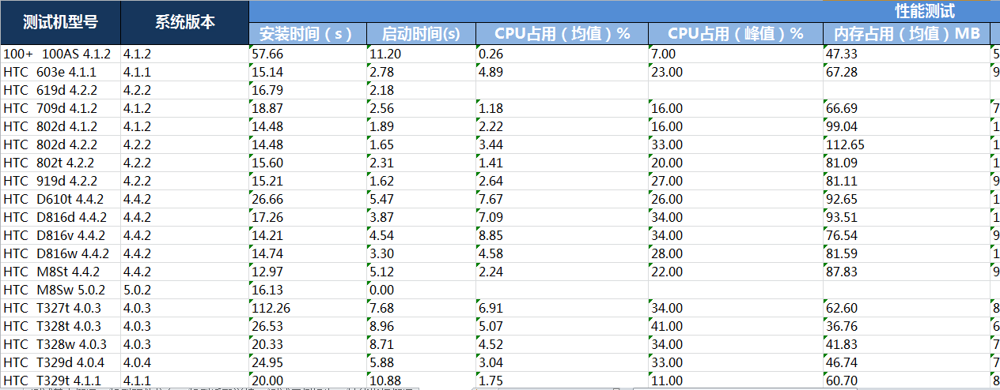 测试机型号 系统版本 性能测试
安装时间（s） 启动时间(s) CPU占用（均值）% CPU占用（峰值）% 内存占用（均值）MB
100+ 100AS 4.1.2 4.1.2 57.66 11.20 0.26 7.00 47.33 5
HTC 603e 4.1.1 4.1.1 15.14 2.78 4.89 23.00 67.28 9
HTC 619d 4.2.2 4.2.2 16.79 2.18
HTC 709d 4.1.2 4.1.2 18.87 2.56 1.18 16.00 66.69 7
HTC 802d 4.1.2 4.1.2 14.48 1.89 2.22 16.00 99.04 1
HTC 802d 4.2.2 4.2.2 14.48 1.65 3.44 33.00 112.65 1
HTC 802t 4.2.2 4.2.2 15.60 2.31 1.41 20.00 81.09 1
HTC 919d 4.2.2 4.2.2 15.21 1.62 2.64 27.00 81.11 9
HTC D610t 4.4.2 4.4.2 26.66 5.47 7.67 26.00 92.65 1
HTC D816d 4.4.2 4.4.2 17.26 3.87 7.09 34.00 93.51 1
HTC D816v 4.4.2 4.4.2 14.21 4.54 8.85 34.00 76.54 9
HTC D816w 4.4.2 4.4.2 14.74 3.30 4.58 28.00 81.59 1
HTC M8St 4.4.2 4.4.2 12.97 5.12 2.24 22.00 87.83 9
HTC M8Sw 5.0.2 5.0.2 16.13 0.00
HTC T327t 4.0.3 4.0.3 112.26 7.68 6.91 34.00 62.60 8
HTC T328t 4.0.3 4.0.3 26.53 8.96 5.07 41.00 36.76 6
HTC T328w 4.0.3 4.0.3 20.33 8.71 4.52 34.00 41.83 7
HTC T329d 4.0.4 4.0.4 24.95 5.88 3.04 33.00 46.74 7
HTC T329t 4.1.1 4.1.1 20.00 10.88 1.75 11.00 60.70 8